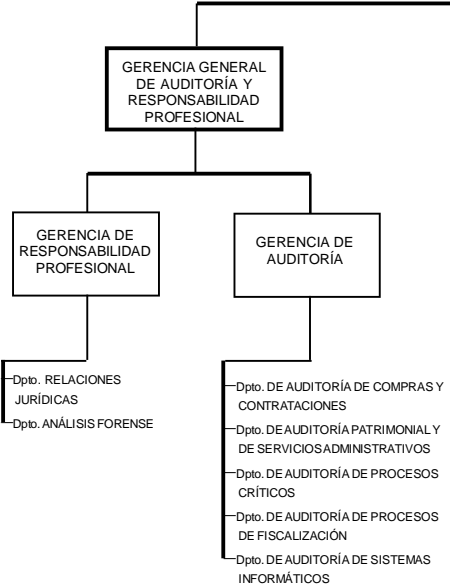 GERENCIA GENERAL
DE AUDITORÍA Y
RESPONSABILIDAD
PROFESIONAL
GERENCIA DE
RESPONSABILIDAD
PROFESIONAL
GERENCIA DE
AUDITORÍA
Dpto. RELACIONES
JURÍDICAS
Dpto. ANÁLISIS FORENSE
Dpto. DE AUDITORÍA DE COMPRAS Y
CONTRATACIONES
Dpto. DE AUDITORÍA PATRIMONIAL Y
DE SERVICIOS ADMINISTRATIVOS
Dpto. DE AUDITORÍA DE PROCESOS
CRÍTICOS
Dpto. DE AUDITORÍA DE PROCESOS
DE FISCALIZACIÓN
Dpto. DE AUDITORÍA DE SISTEMAS
INFORMÁTICOS